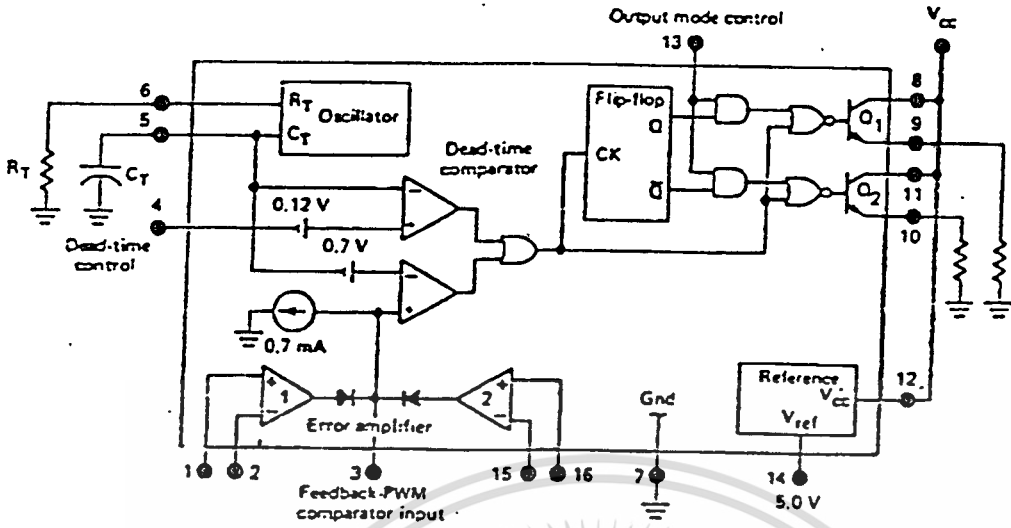 Output mode control
V_CC
13
6
R_T
Oscillator
5
C_T
R_T
C_T
4
Dead-time
control
0.12 V
0.7 V
Dead-time
comparator
−
−
−
+
0.7 mA
Flip-flop
Q
CK
Q̅
8
Q1
9
11
Q2
10
+
1
−
Error amplifier
+
2
−
Gnd
Reference
V_CC
V_ref
12
1
2
3
15
16
7
14
5.0 V
Feedback-PWM
comparator input